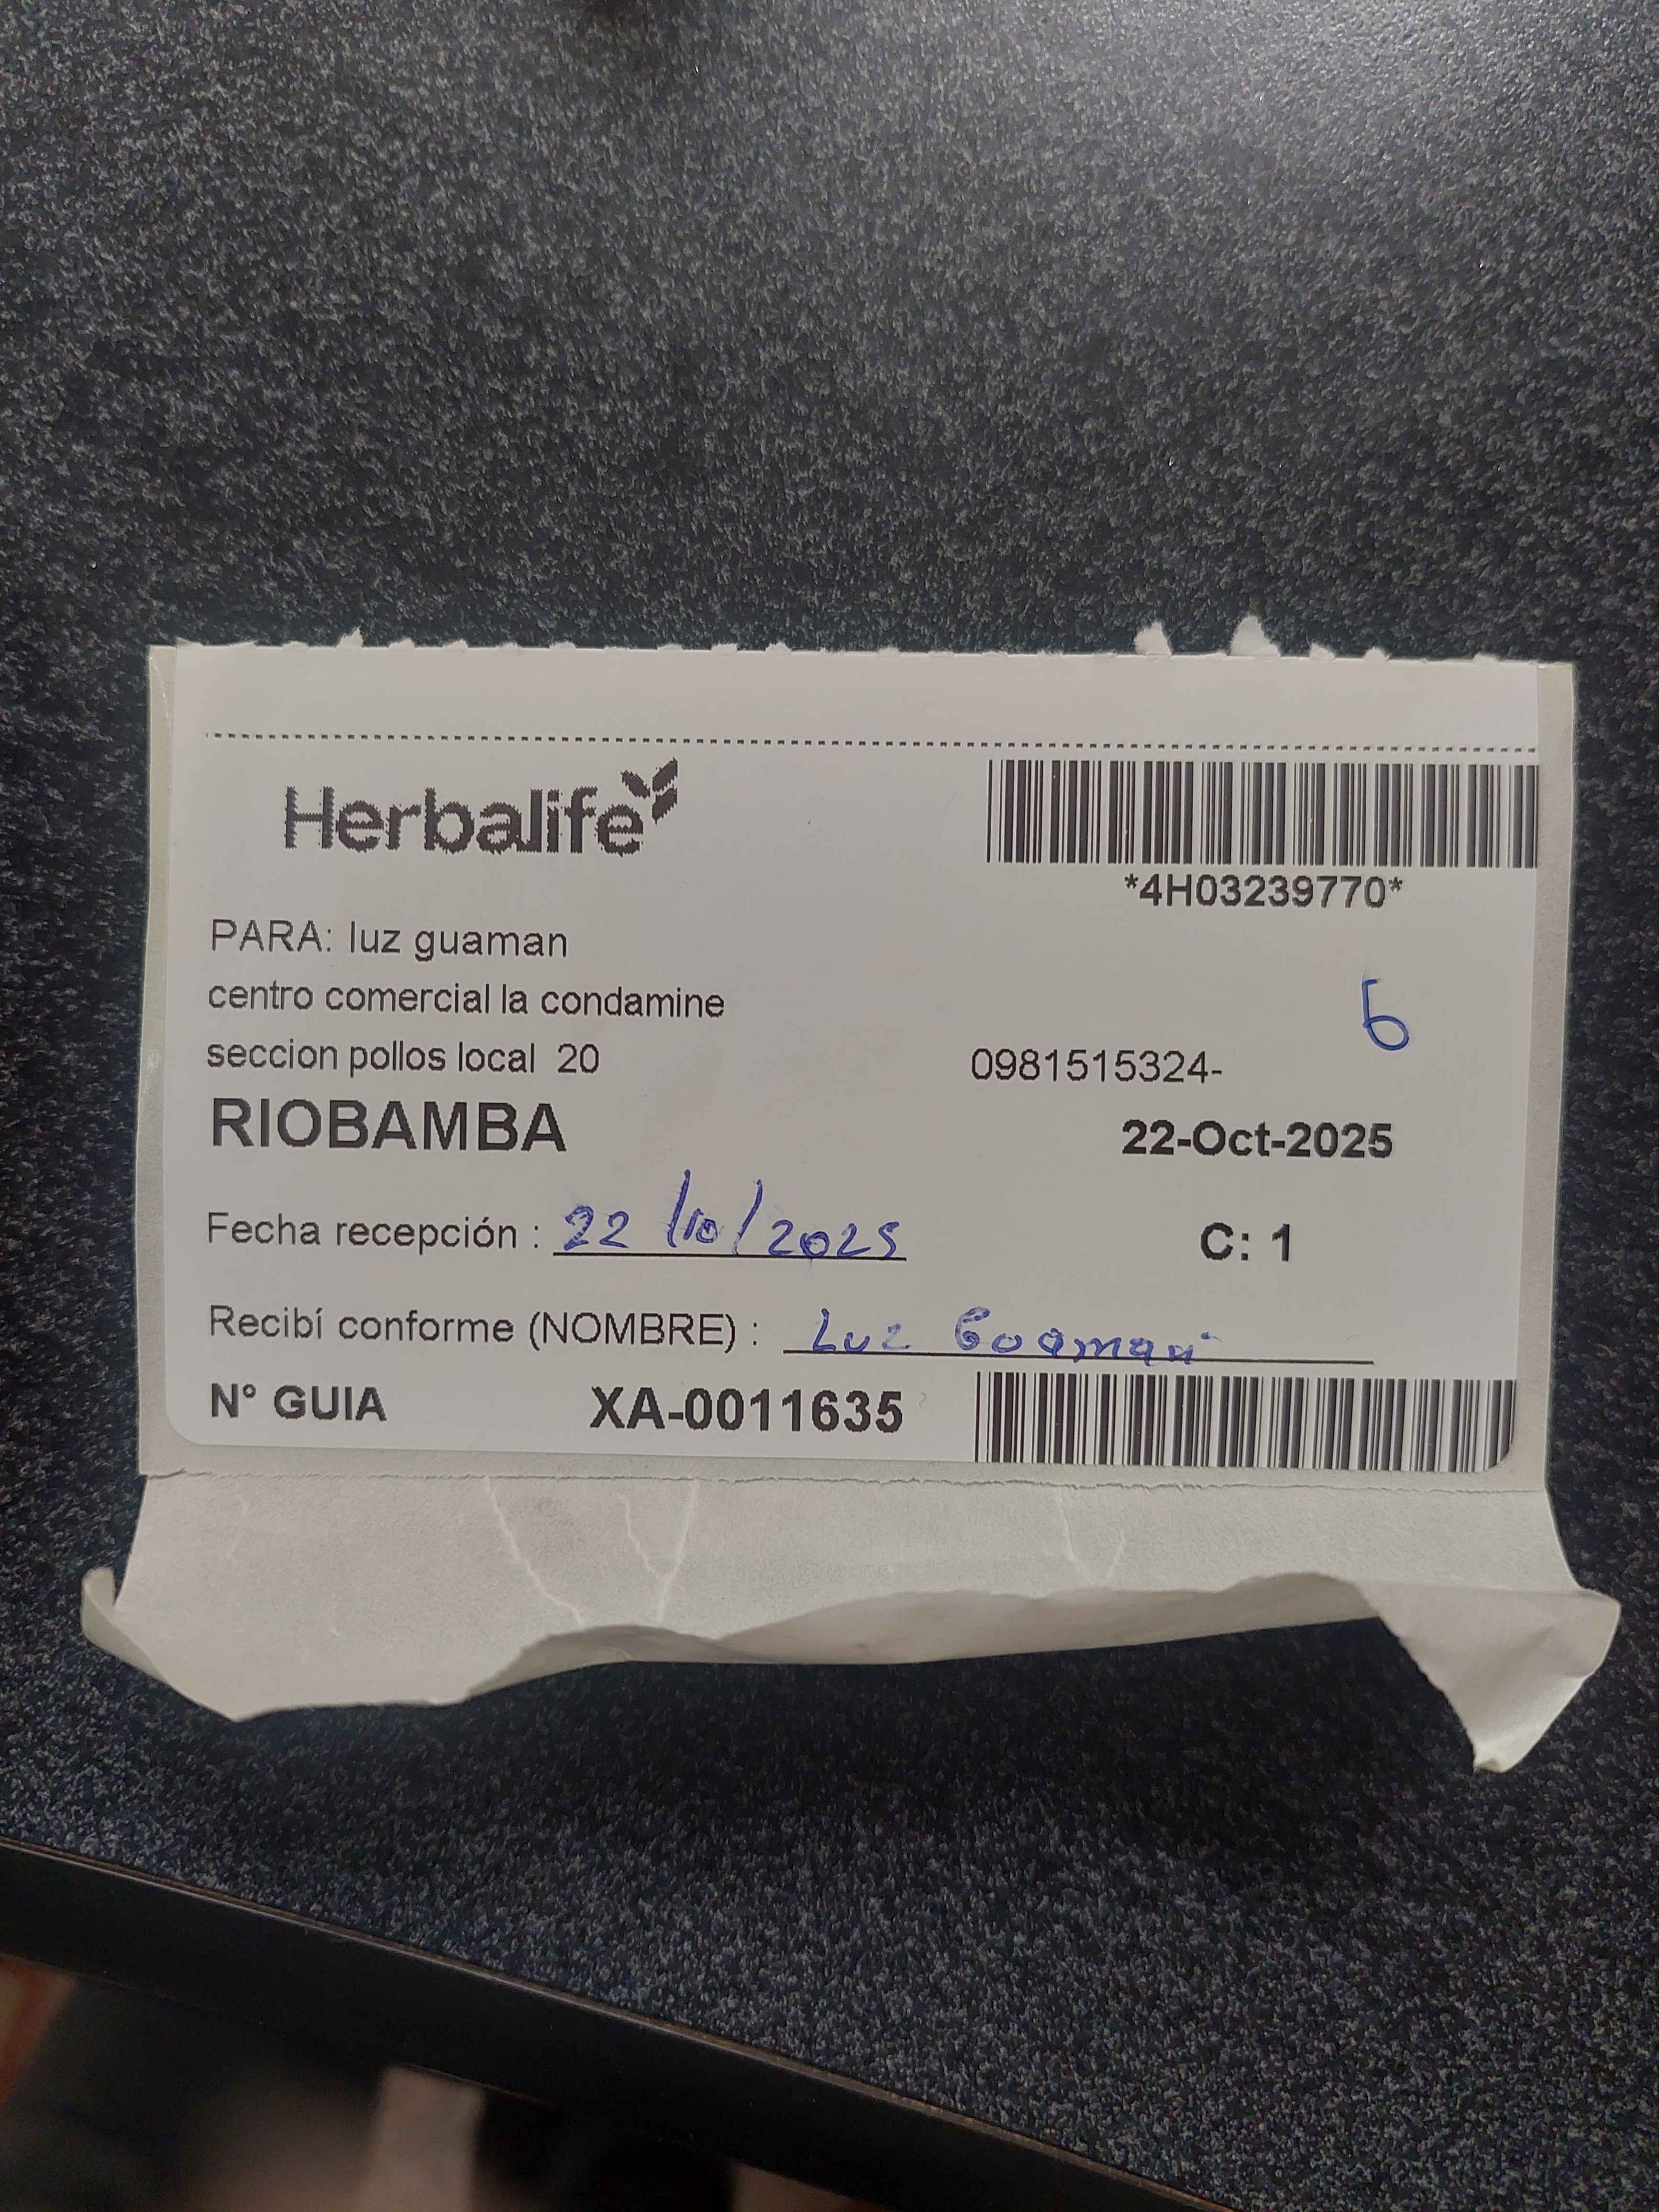 Herbalife
*4H03239770*
PARA: luz guaman
centro comercial la condamine
6
seccion pollos local 20 0981515324-
RIOBAMBA 22-Oct-2025
Fecha recepción : 22/10/2025 C: 1
Recibí conforme (NOMBRE) : Luz Guaman
N° GUIA XA-0011635